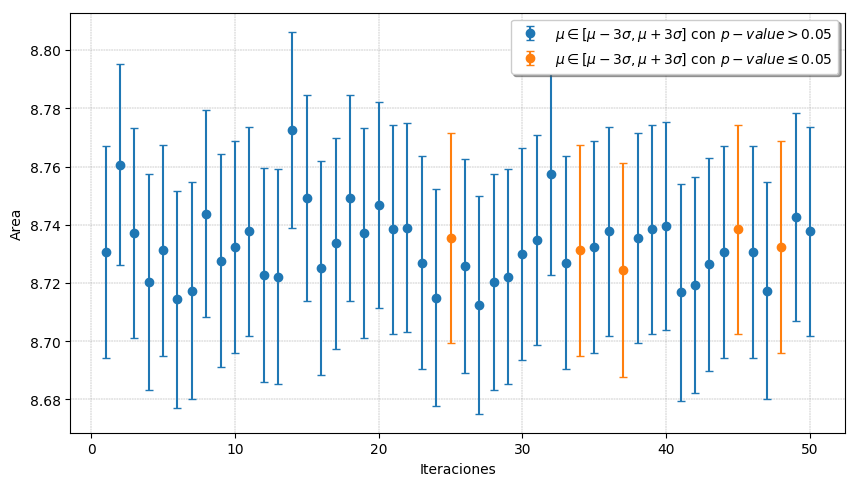 μ ∈ [μ − 3σ, μ + 3σ] con p − value > 0.05
μ ∈ [μ − 3σ, μ + 3σ] con p − value ≤ 0.05
8.80
8.78
8.76
8.74
8.72
8.70
8.68
Area
0 10 20 30 40 50
Iteraciones